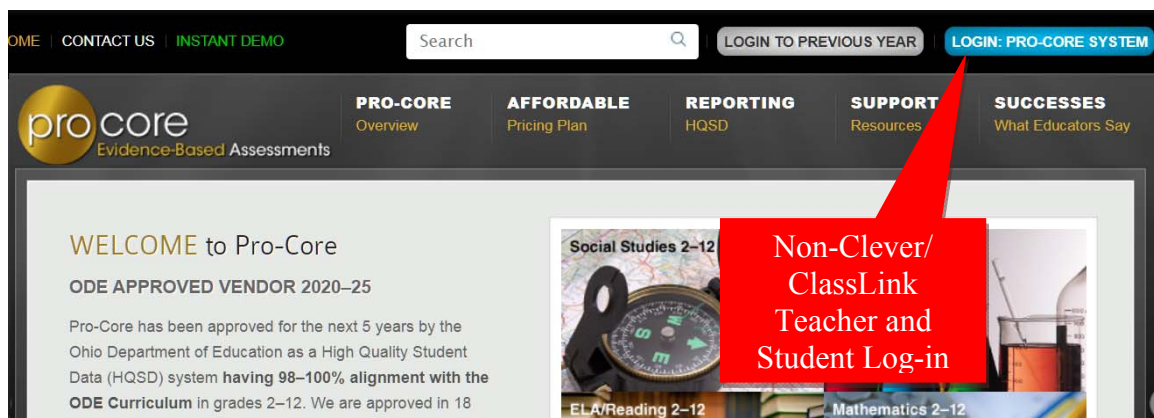 OME CONTACT US INSTANT DEMO Search LOGIN TO PREVIOUS YEAR LOGIN: PRO-CORE SYSTEM
PRO-CORE AFFORDABLE REPORTING SUPPORT SUCCESSES
Overview Pricing Plan HQSD Resources What Educators Say
pro core
Evidence-Based Assessments
WELCOME to Pro-Core
ODE APPROVED VENDOR 2020–25
Pro-Core has been approved for the next 5 years by the
Ohio Department of Education as a High Quality Student
Data (HQSD) system having 98–100% alignment with the
ODE Curriculum in grades 2–12. We are approved in 18
Social Studies 2–12
Non-Clever/
ClassLink
Teacher and
Student Log-in
ELA/Reading 2–12
Mathematics 2–12